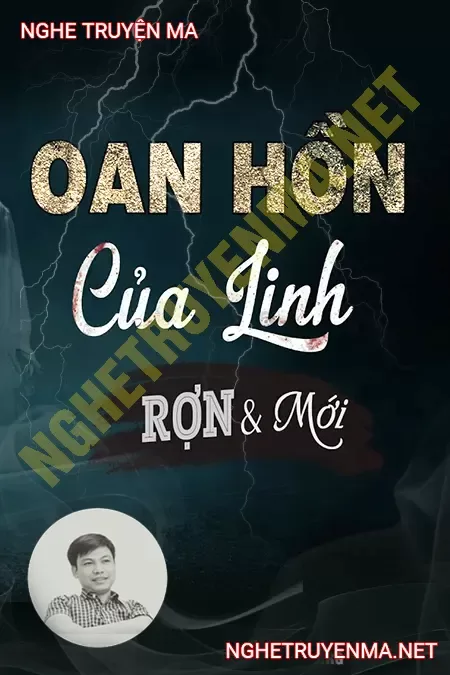 NGHE TRUYỆN MA
OAN HỒN
Của Linh
RỢN & Mới
NGHETRUYENMA.NET
NGHETRUYENMA.NET